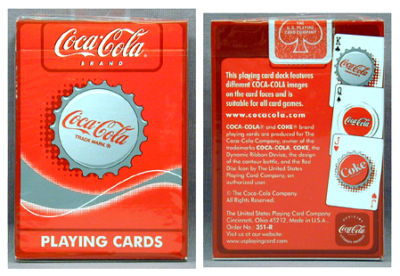 Coca-Cola
BRAND
Coca-Cola
TRADE MARK ®
PLAYING CARDS
THE
U.S. PLAYING CARD
COMPANY
This playing card deck features
different COCA-COLA images
on the card faces and is
suitable for all card games.
www.cocacola.com
COCA-COLA® and COKE® brand
playing cards are produced for The
Coca-Cola Company, owner of the
trademarks COCA-COLA, COKE, the
Dynamic Ribbon Device, the design
of the contour bottle, and the Red
Disc Icon by The United States
Playing Card Company, an
authorized user.
© The Coca-Cola Company.
All Rights Reserved.
The United States Playing Card Company
Cincinnati, Ohio 45212. Made in U.S.A.
Order No: 351-R
Visit us at our website:
www.usplayingcard.com
K
Coca-Cola
Q
Coca-Cola
J
Coke
Coca-Cola